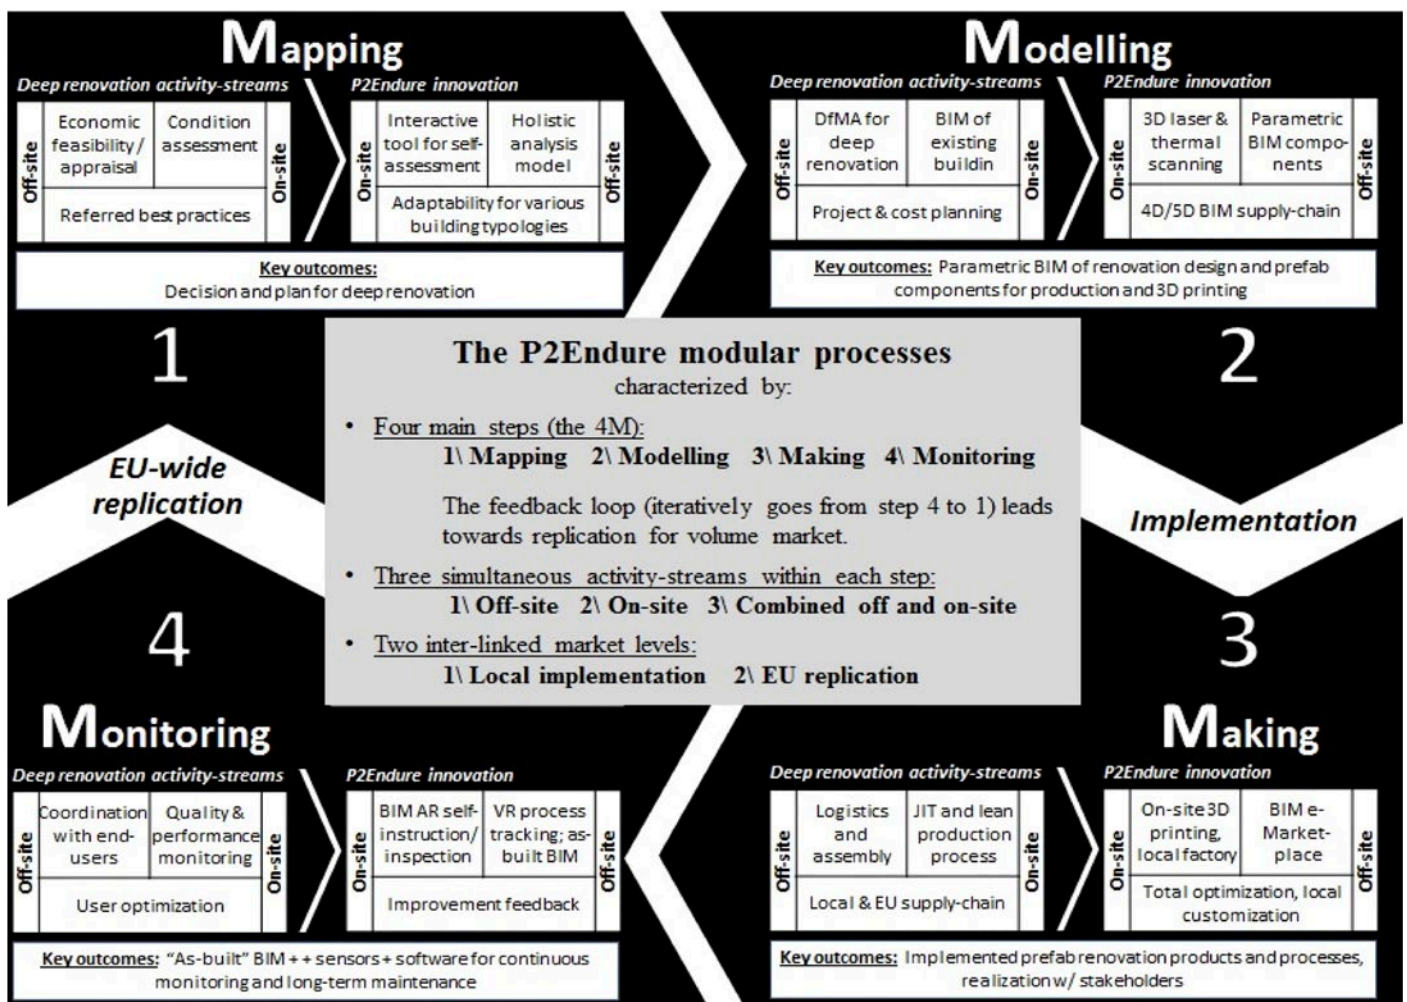 Mapping
Deep renovation activity-streams
P2Endure innovation
Off-site
Economic
feasibility/
appraisal
Condition
assessment
On-site
Referred best practices
On-site
Interactive
tool for self-
assessment
Holistic
analysis
model
Off-site
Adaptability for various
building typologies
Key outcomes:
Decision and plan for deep renovation
1
Modelling
Deep renovation activity-streams
P2Endure innovation
Off-site
DfMA for
deep
renovation
BIM of
existing
buildin
On-site
Project & cost planning
On-site
3D laser &
thermal
scanning
Parametric
BIM compo-
nents
Off-site
4D/5D BIM supply-chain
Key outcomes: Parametric BIM of renovation design and prefab
components for production and 3D printing
2
The P2Endure modular processes
characterized by:
• Four main steps (the 4M):
1\ Mapping 2\ Modelling 3\ Making 4\ Monitoring
The feedback loop (iteratively goes from step 4 to 1) leads
towards replication for volume market.
• Three simultaneous activity-streams within each step:
1\ Off-site 2\ On-site 3\ Combined off and on-site
• Two inter-linked market levels:
1\ Local implementation 2\ EU replication
EU-wide
replication
Implementation
4
Monitoring
Deep renovation activity-streams
P2Endure innovation
Off-site
Coordination
with end-
users
Quality &
performance
monitoring
On-site
User optimization
On-site
BIM AR self-
instruction/
inspection
VR process
tracking; as-
built BIM
Off-site
Improvement feedback
Key outcomes: “As-built” BIM + + sensors + software for continuous
monitoring and long-term maintenance
3
Making
Deep renovation activity-streams
P2Endure innovation
Off-site
Logistics
and
assembly
JIT and lean
production
process
On-site
Local & EU supply-chain
On-site
On-site 3D
printing,
local factory
BIM e-
Market-
place
Off-site
Total optimization, local
customization
Key outcomes: Implemented prefab renovation products and processes,
realization w/ stakeholders